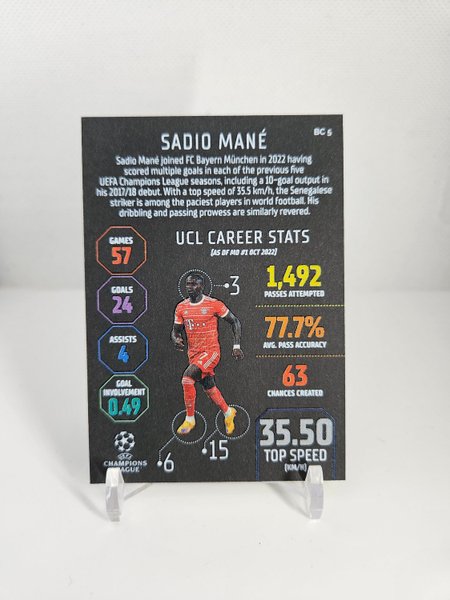 BC 5
SADIO MANÉ
Sadio Mané joined FC Bayern München in 2022 having
scored multiple goals in each of the previous five
UEFA Champions League seasons, including a 10-goal output in
his 2017/18 debut. With a top speed of 35.5 km/h, the Senegalese
striker is among the paciest players in world football. His
dribbling and passing prowess are similarly revered.
UCL CAREER STATS
[AS OF MD #1 OCT 2022]
GAMES
57
GOALS
24
ASSISTS
4
GOAL
INVOLVEMENT
0.49
3
6
15
1,492
PASSES ATTEMPTED
77.7%
AVG. PASS ACCURACY
63
CHANCES CREATED
35.50
TOP SPEED
[KM/H]
UEFA
CHAMPIONS
LEAGUE